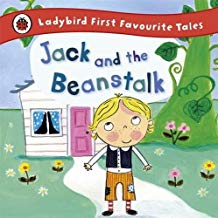 Ladybird First Favourite Tales
Jack and the
Beanstalk